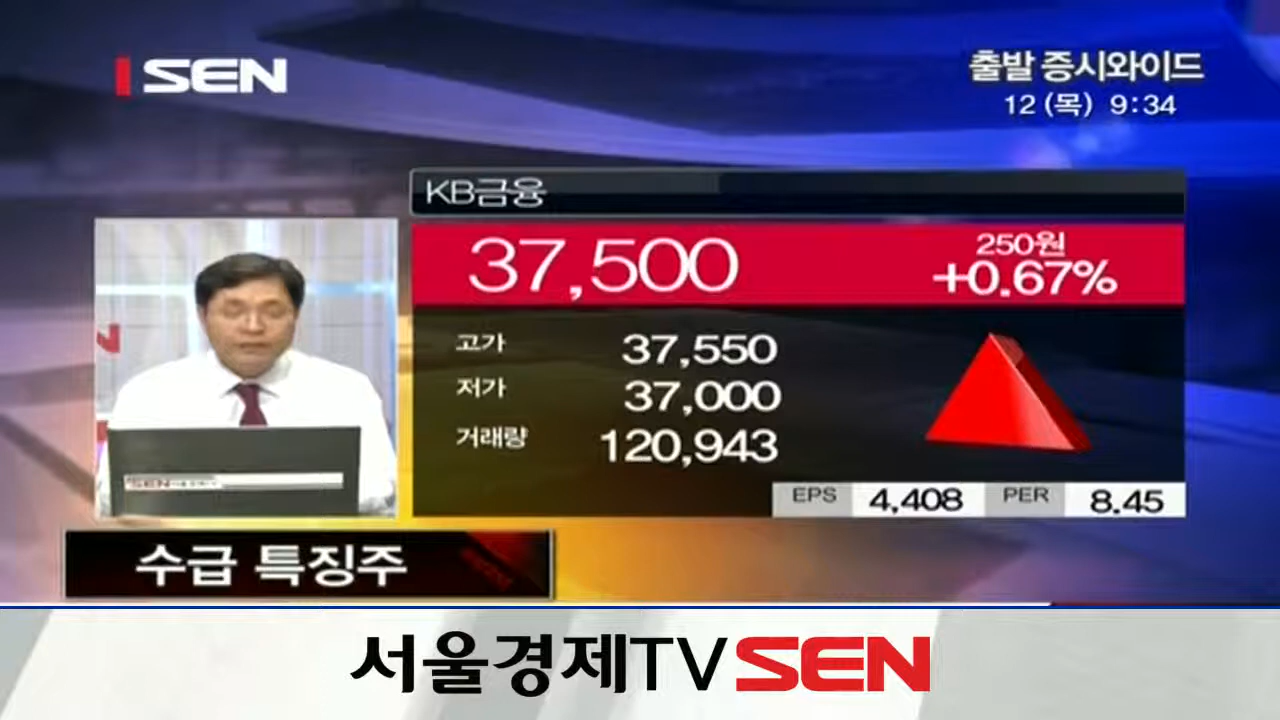 SEN
출발 증시와이드
12 (목) 9:34
KB금융
37,500
250원
+0.67%
고가 37,550
저가 37,000
거래량 120,943
EPS 4,408 PER 8.45
SEN
수급 특징주
서울경제TV SEN